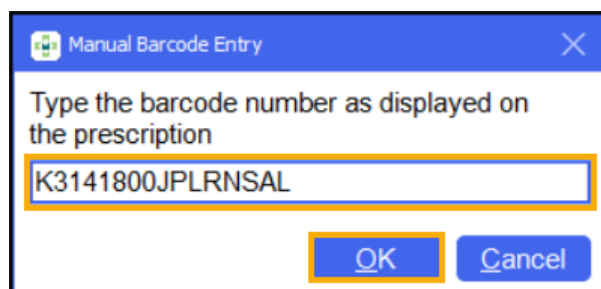 Manual Barcode Entry
Type the barcode number as displayed on
the prescription
K3141800JPLRNSAL
OK Cancel